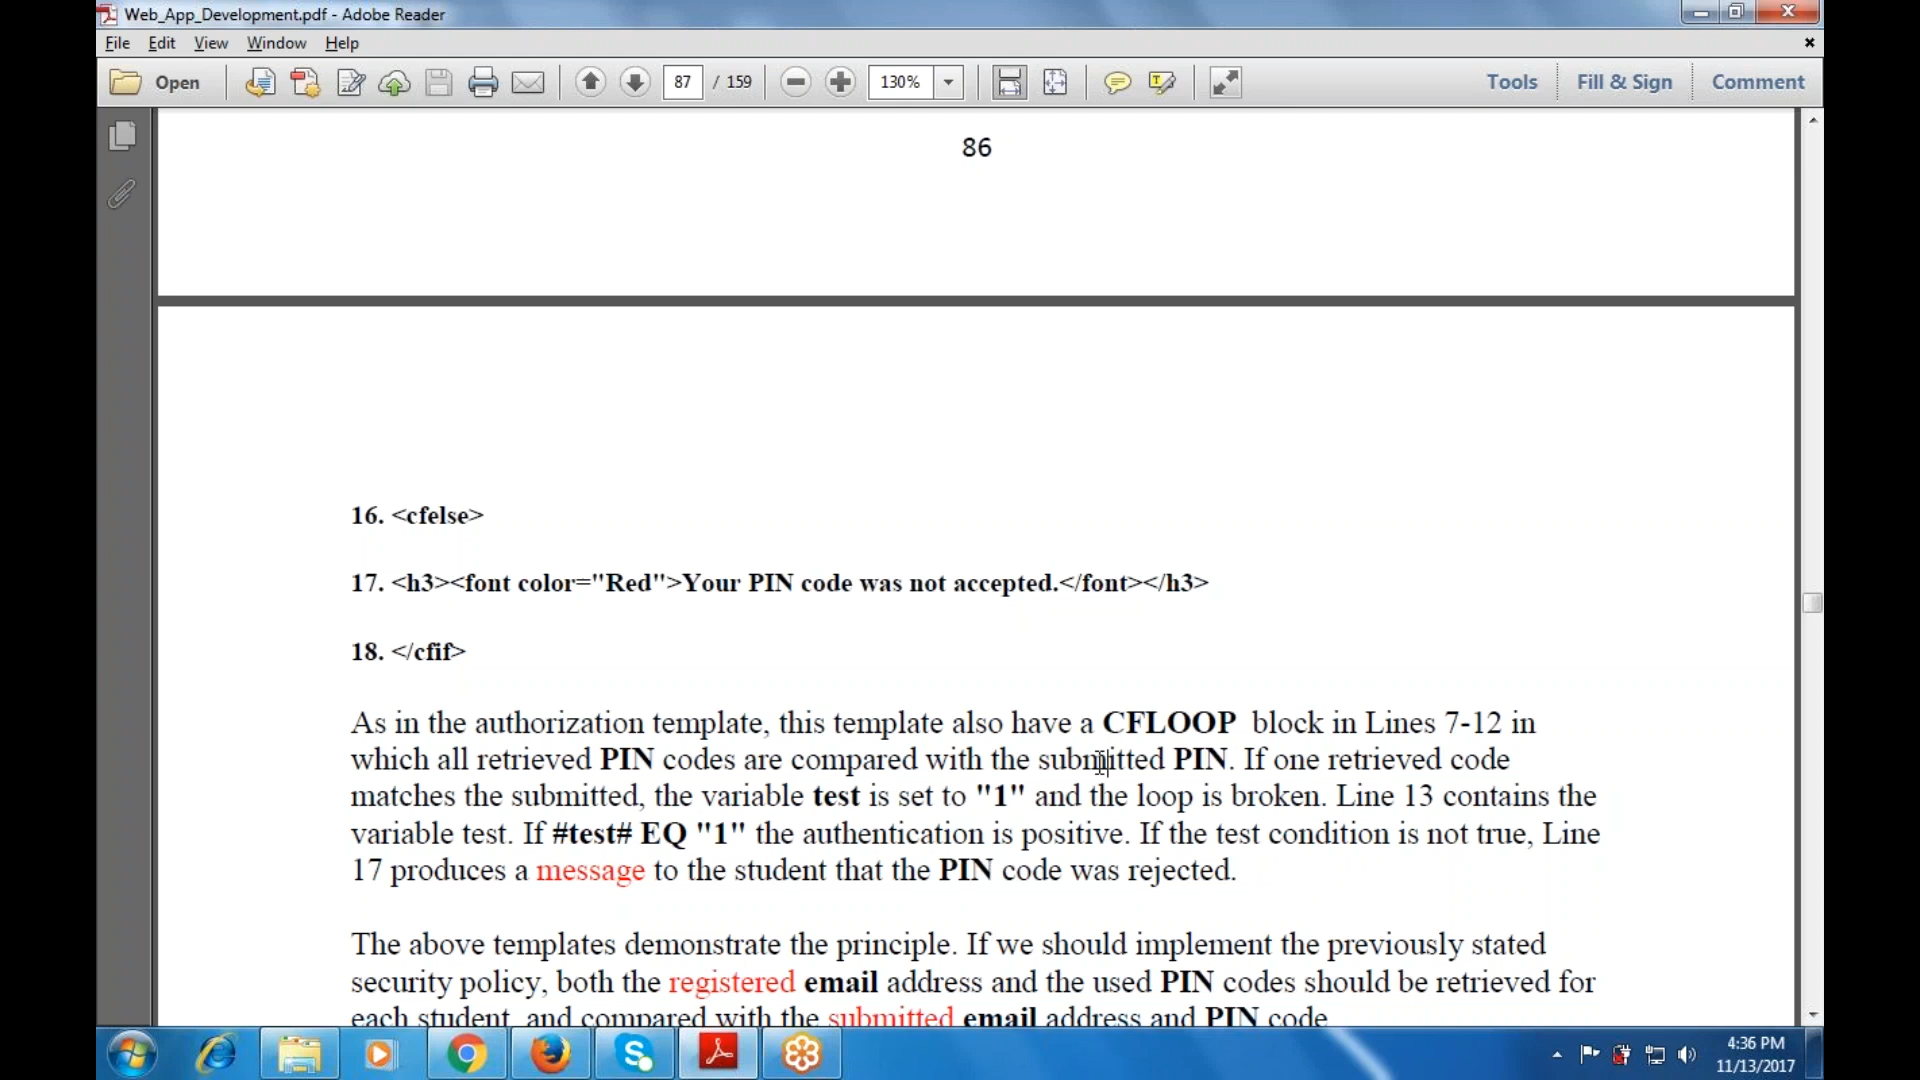 Web_App_Development.pdf - Adobe Reader
File Edit View Window Help
Open 87 / 159 130% Tools Fill & Sign Comment
86
16. <cfelse>
17. <h3><font color="Red">Your PIN code was not accepted.</font></h3>
18. </cfif>
As in the authorization template, this template also have a CFLOOP block in Lines 7-12 in
which all retrieved PIN codes are compared with the submitted PIN. If one retrieved code
matches the submitted, the variable test is set to "1" and the loop is broken. Line 13 contains the
variable test. If #test# EQ "1" the authentication is positive. If the test condition is not true, Line
17 produces a message to the student that the PIN code was rejected.
The above templates demonstrate the principle. If we should implement the previously stated
security policy, both the registered email address and the used PIN codes should be retrieved for
each student, and compared with the submitted email address and PIN code
4:36 PM
11/13/2017